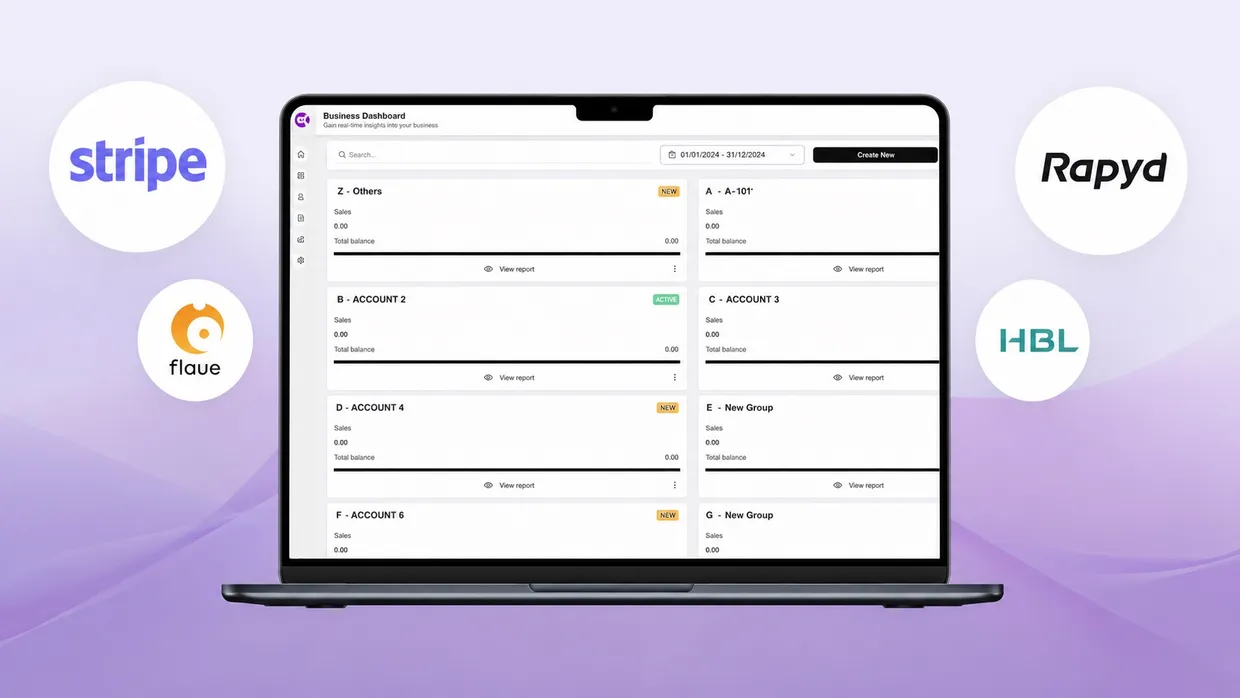 stripe
flaue
Business Dashboard
Gain real-time insights into your business
Search...
01/01/2024 - 31/12/2024
Create New
Z - Others
NEW
Sales
0.00
Total balance
0.00
View report
A - A-101
Sales
0.00
Total balance
View report
B - ACCOUNT 2
ACTIVE
Sales
0.00
Total balance
0.00
View report
C - ACCOUNT 3
Sales
0.00
Total balance
View report
D - ACCOUNT 4
NEW
Sales
0.00
Total balance
0.00
View report
E - New Group
Sales
0.00
Total balance
View report
F - ACCOUNT 6
NEW
Sales
0.00
G - New Group
Sales
0.00
Rapyd
HBL